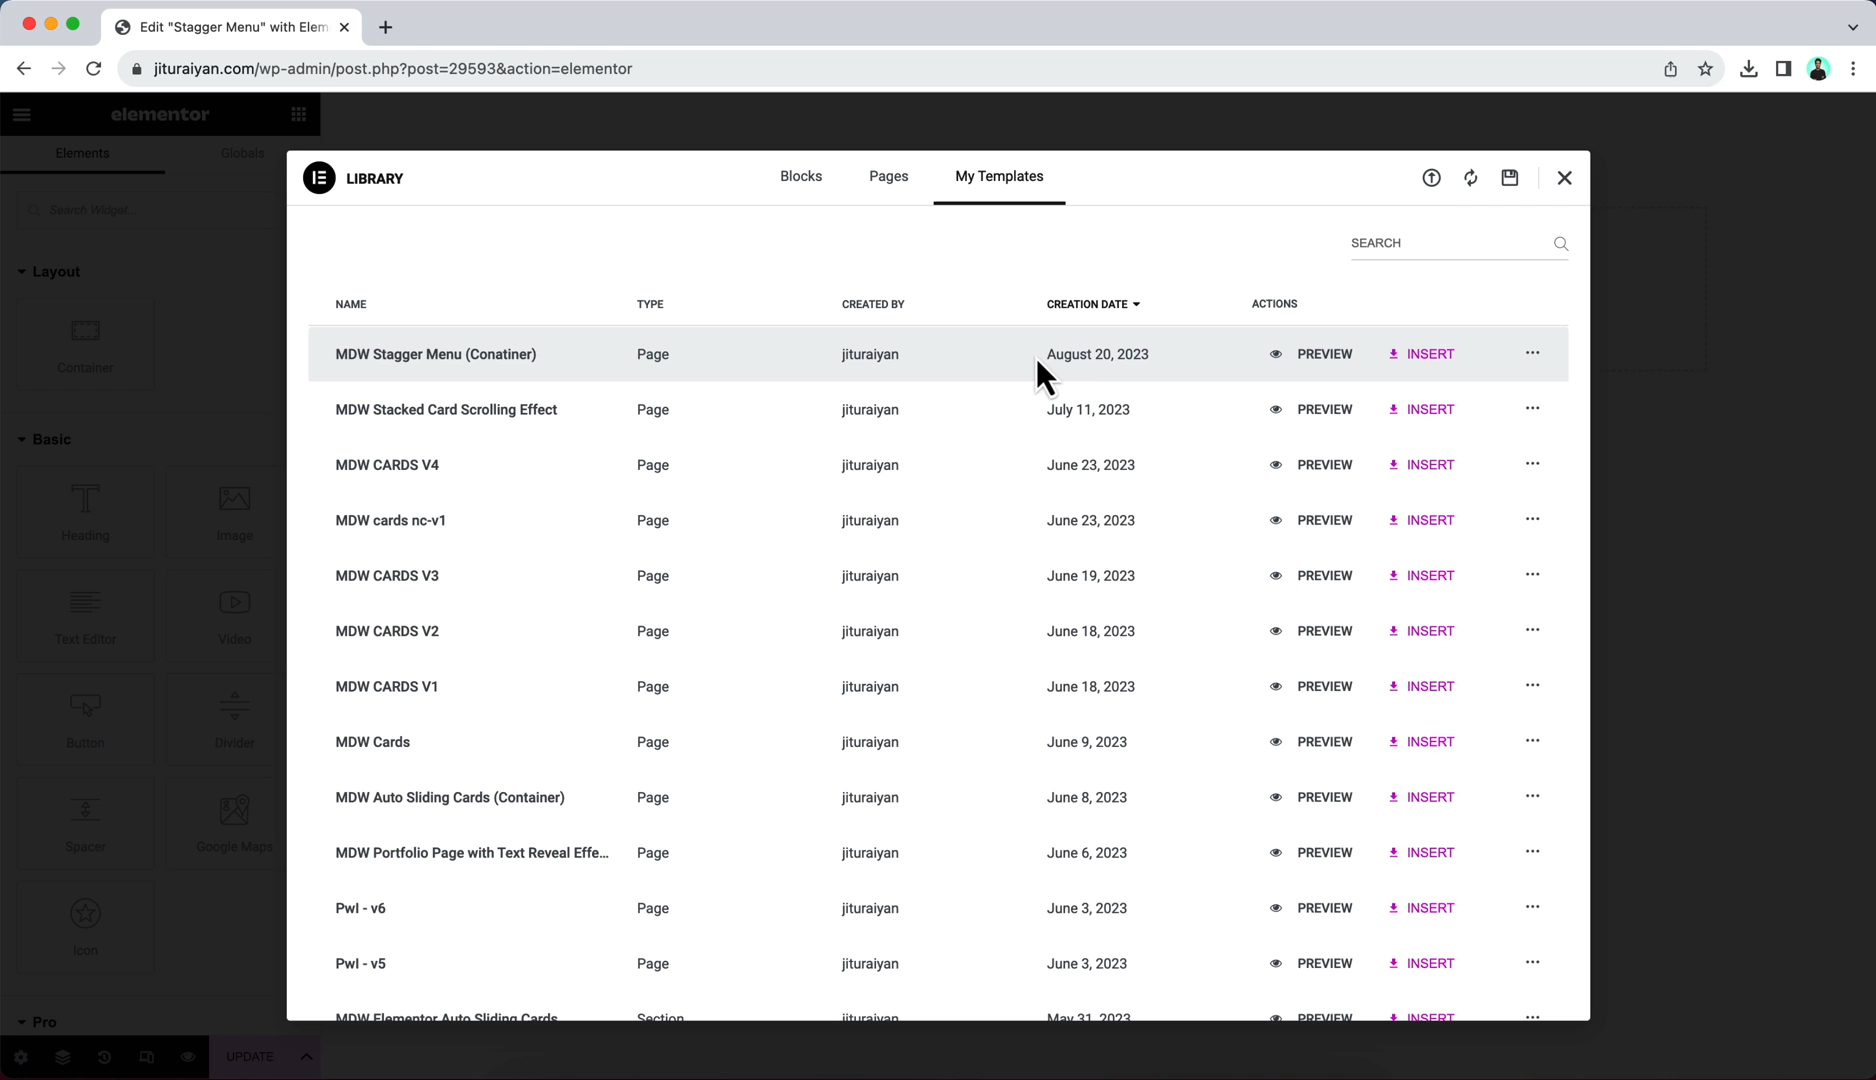 Edit "Stagger Menu" with Elem
jituraiyan.com/wp-admin/post.php?post=29593&action=elementor
elementor
Elements Globals
Search Widget...
Layout
Container
Basic
Heading Image
Text Editor Video
Button Divider
Spacer Google Maps
Icon
Pro
UPDATE
LIBRARY Blocks Pages My Templates
SEARCH
NAME TYPE CREATED BY CREATION DATE ACTIONS
MDW Stagger Menu (Conatiner) Page jituraiyan August 20, 2023 PREVIEW INSERT
MDW Stacked Card Scrolling Effect Page jituraiyan July 11, 2023 PREVIEW INSERT
MDW CARDS V4 Page jituraiyan June 23, 2023 PREVIEW INSERT
MDW cards nc-v1 Page jituraiyan June 23, 2023 PREVIEW INSERT
MDW CARDS V3 Page jituraiyan June 19, 2023 PREVIEW INSERT
MDW CARDS V2 Page jituraiyan June 18, 2023 PREVIEW INSERT
MDW CARDS V1 Page jituraiyan June 18, 2023 PREVIEW INSERT
MDW Cards Page jituraiyan June 9, 2023 PREVIEW INSERT
MDW Auto Sliding Cards (Container) Page jituraiyan June 8, 2023 PREVIEW INSERT
MDW Portfolio Page with Text Reveal Effe... Page jituraiyan June 6, 2023 PREVIEW INSERT
Pwl - v6 Page jituraiyan June 3, 2023 PREVIEW INSERT
Pwl - v5 Page jituraiyan June 3, 2023 PREVIEW INSERT
MDW Elementor Auto Sliding Cards Section jituraiyan May 31, 2023 PREVIEW INSERT